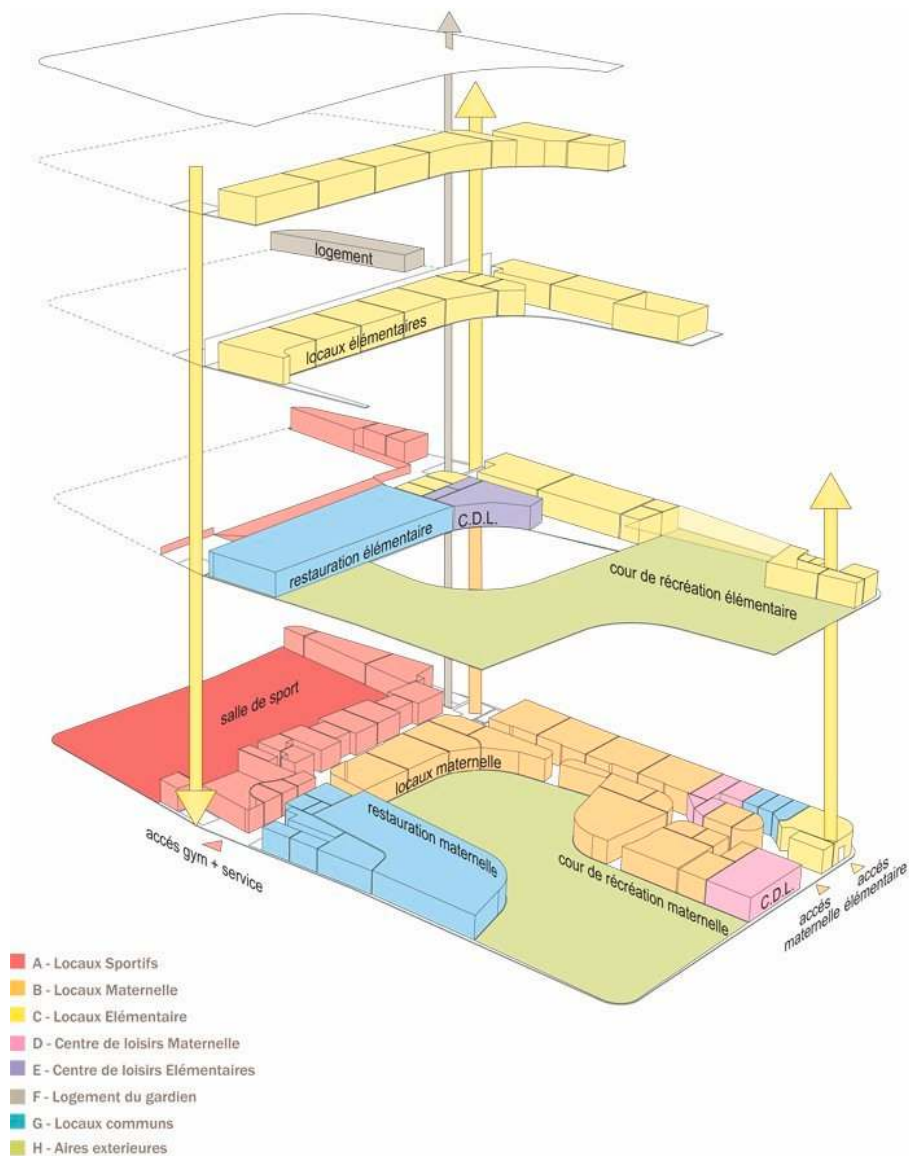 logement
locaux élémentaires
C.D.L.
restauration élémentaire
cour de récréation élémentaire
salle de sport
locaux maternelle
restauration maternelle
accés gym + service
cour de récréation maternelle
C.D.L.
accés
maternelle
accés
élémentaire
A - Locaux Sportifs
B - Locaux Maternelle
C - Locaux Elémentaire
D - Centre de loisirs Maternelle
E - Centre de loisirs Elémentaires
F - Logement du gardien
G - Locaux communs
H - Aires exterieures